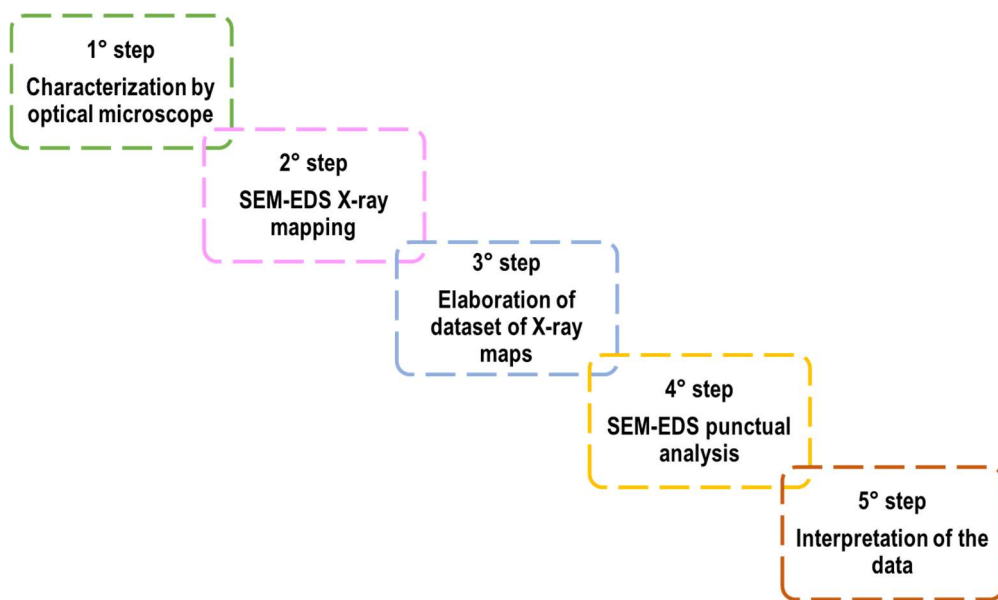 1° step
Characterization by
optical microscope
2° step
SEM-EDS X-ray
mapping
3° step
Elaboration of
dataset of X-ray
maps
4° step
SEM-EDS punctual
analysis
5° step
Interpretation of the
data